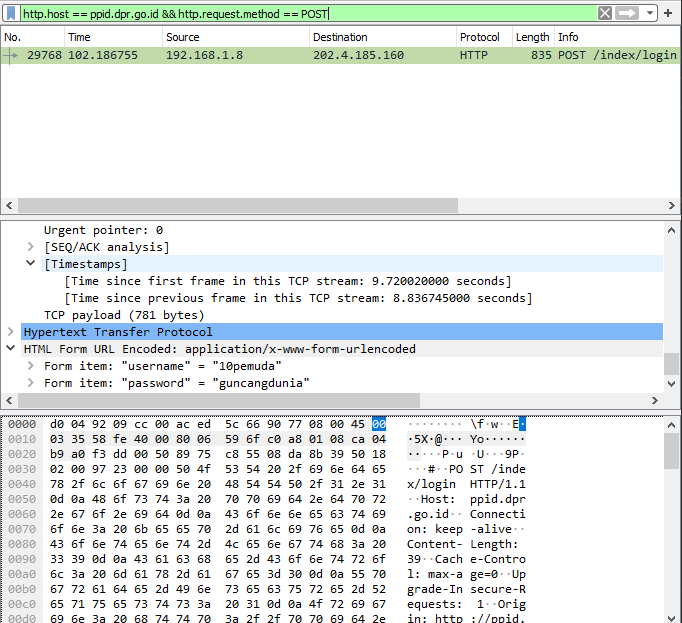 http.host == ppid.dpr.go.id && http.request.method == POST
No. Time Source Destination Protocol Length Info
29768 102.186755 192.168.1.8 202.4.185.160 HTTP 835 POST /index/login
Urgent pointer: 0
[SEQ/ACK analysis]
[Timestamps]
[Time since first frame in this TCP stream: 9.720020000 seconds]
[Time since previous frame in this TCP stream: 8.836745000 seconds]
TCP payload (781 bytes)
Hypertext Transfer Protocol
HTML Form URL Encoded: application/x-www-form-urlencoded
Form item: "username" = "10pemuda"
Form item: "password" = "guncangdunia"
0000 d0 04 92 09 cc 00 ac ed 5c 66 90 77 08 00 45 00 ········ \f·w··E·
0010 03 35 58 fe 40 00 80 06 59 6f c0 a8 01 08 ca 04 ·5X·@··· Yo······
0020 b9 a0 f3 dd 00 50 89 75 c8 55 08 da 8b 39 50 18 ·····P·u ·U···9P·
0030 02 00 97 23 00 00 50 4f 53 54 20 2f 69 6e 64 65 ···#··PO ST /inde
0040 78 2f 6c 6f 67 69 6e 20 48 54 54 50 2f 31 2e 31 x/login HTTP/1.1
0050 0d 0a 48 6f 73 74 3a 20 70 70 69 64 2e 64 70 72 ··Host: ppid.dpr
0060 2e 67 6f 2e 69 64 0d 0a 43 6f 6e 6e 65 63 74 69 .go.id·· Connecti
0070 6f 6e 3a 20 6b 65 65 70 2d 61 6c 69 76 65 0d 0a on: keep -alive··
0080 43 6f 6e 74 65 6e 74 2d 4c 65 6e 67 74 68 3a 20 Content- Length:
0090 33 39 0d 0a 43 61 63 68 65 2d 43 6f 6e 74 72 6f 39··Cach e-Contro
00a0 6c 3a 20 6d 61 78 2d 61 67 65 3d 30 0d 0a 55 70 l: max-a ge=0··Up
00b0 67 72 61 64 65 2d 49 6e 73 65 63 75 72 65 2d 52 grade-In secure-R
00c0 65 71 75 65 73 74 73 3a 20 31 0d 0a 4f 72 69 67 equests: 1··Orig
00d0 69 6e 3a 20 68 74 74 70 3a 2f 2f 70 70 69 64 2e in: http ://ppid.